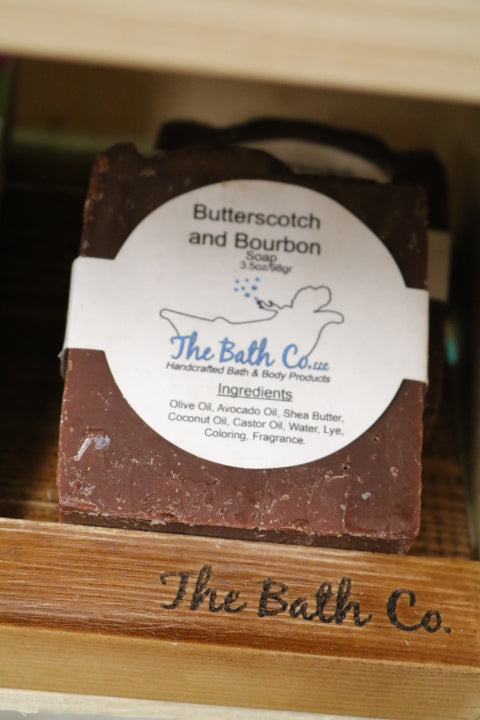 Butterscotch
and Bourbon
Soap
3.5oz/98gr
The Bath Co.LLC
Handcrafted Bath & Body Products
Ingredients
Olive Oil, Avocado Oil, Shea Butter,
Coconut Oil, Castor Oil, Water, Lye,
Coloring, Fragrance.
The Bath Co.